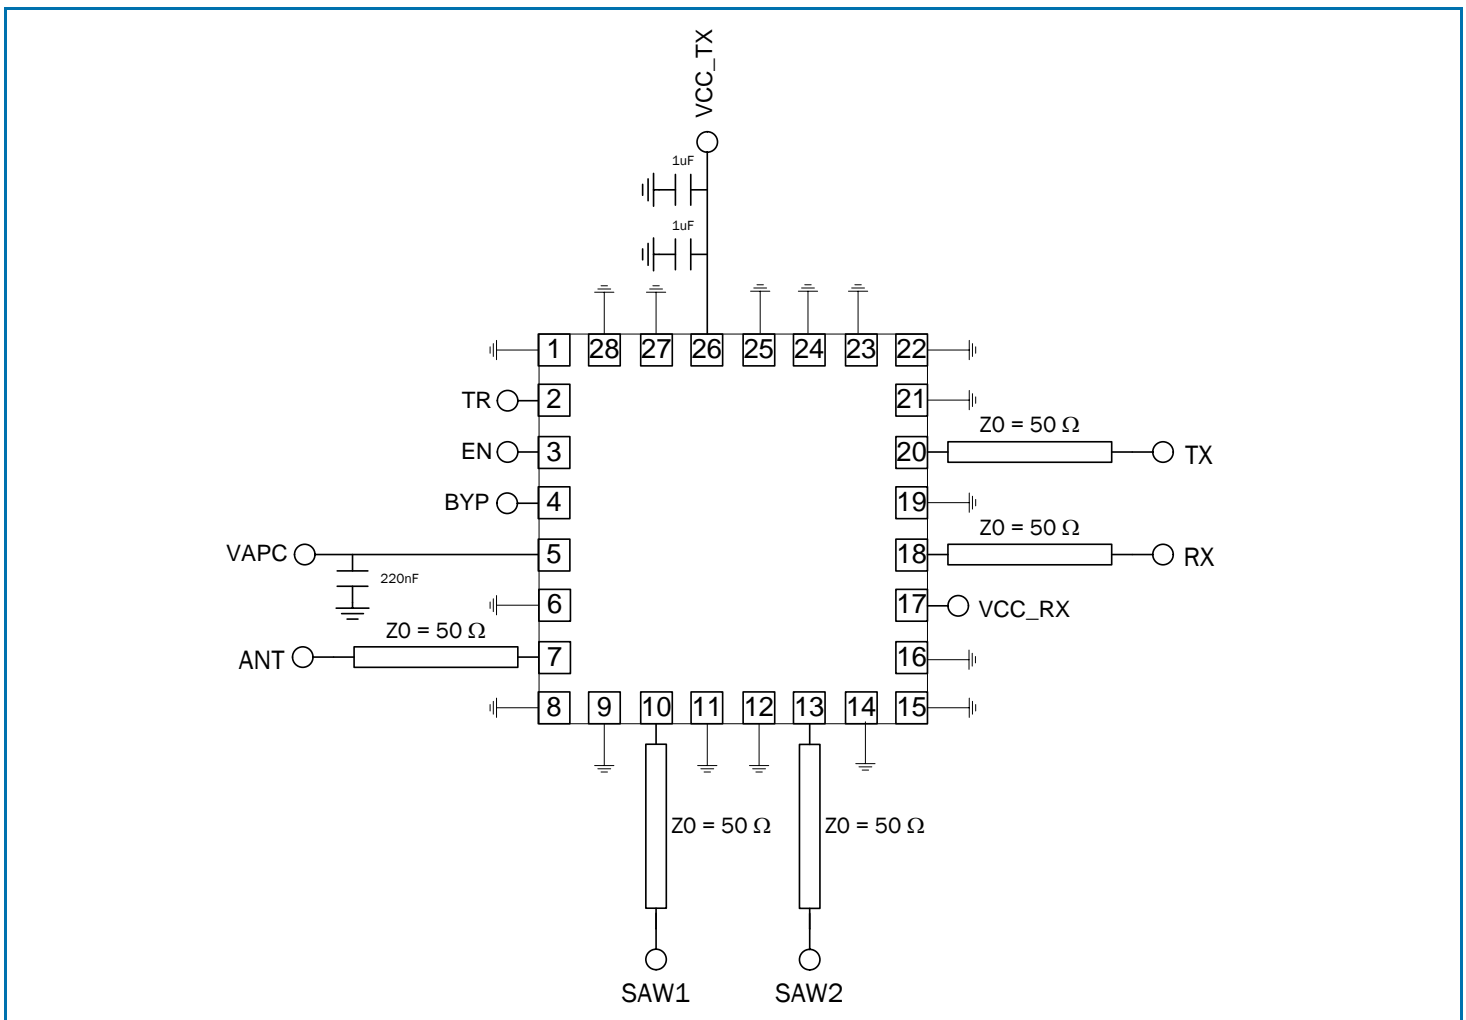 VCC_TX
1uF
1uF
1 28 27 26 25 24 23 22
TR 2 21
Z0 = 50 Ω
EN 3 20 TX
BYP 4 19
Z0 = 50 Ω
VAPC 5 18 RX
220nF
6 17 VCC_RX
Z0 = 50 Ω
ANT 7 16
8 9 10 11 12 13 14 15
Z0 = 50 Ω Z0 = 50 Ω
SAW1 SAW2